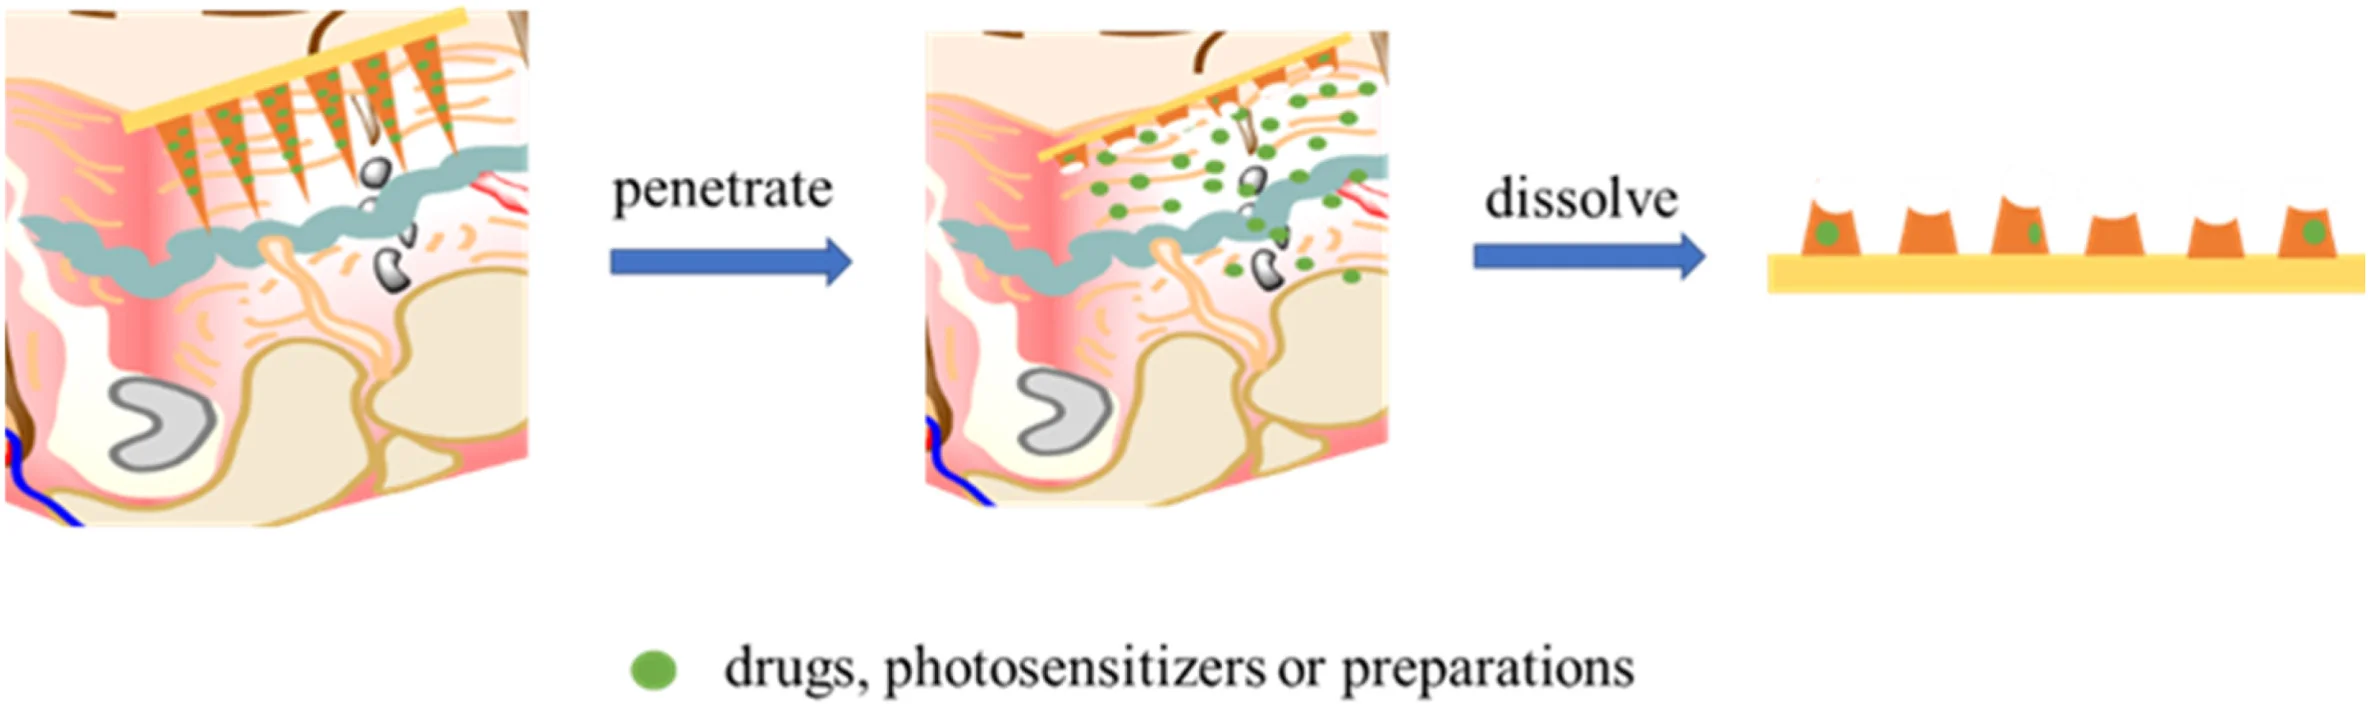 penetrate
dissolve
drugs, photosensitizers or preparations